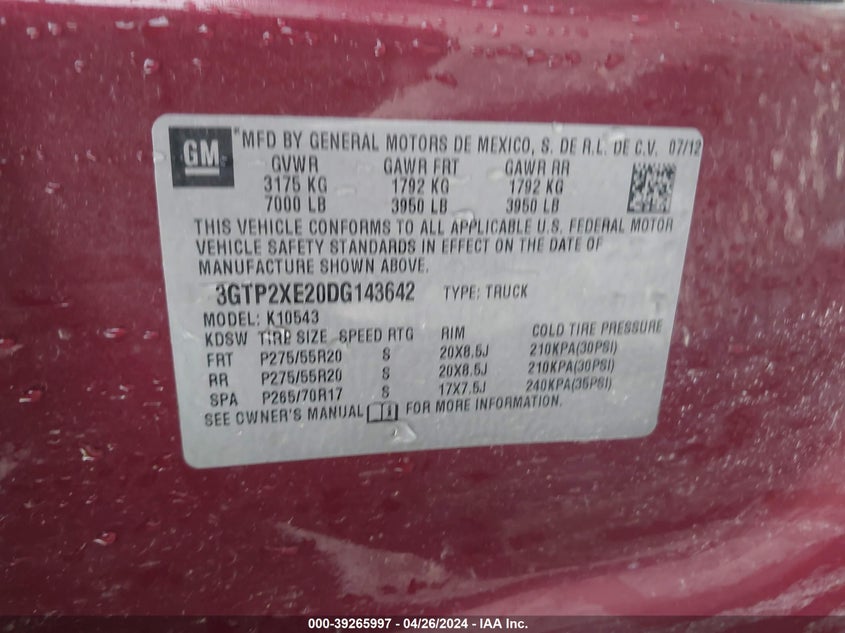 GM
*MFD BY GENERAL MOTORS DE MEXICO, S. DE R.L. DE C.V. 07/12
GVWR GAWR FRT GAWR RR
3175 KG 1792 KG 1792 KG
7000 LB 3950 LB 3950 LB
THIS VEHICLE CONFORMS TO ALL APPLICABLE U.S. FEDERAL MOTOR
VEHICLE SAFETY STANDARDS IN EFFECT ON THE DATE OF
MANUFACTURE SHOWN ABOVE.
3GTP2XE20DG143642 TYPE: TRUCK
MODEL: K10543
KDSW TIRE SIZE SPEED RTG RIM COLD TIRE PRESSURE
FRT P275/55R20 S 20X8.5J 210KPA(30PSI)
RR P275/55R20 S 20X8.5J 210KPA(30PSI)
SPA P265/70R17 S 17X7.5J 240KPA(35PSI)
SEE OWNER'S MANUAL FOR MORE INFORMATION.
000-39265997 - 04/26/2024 - IAA Inc.